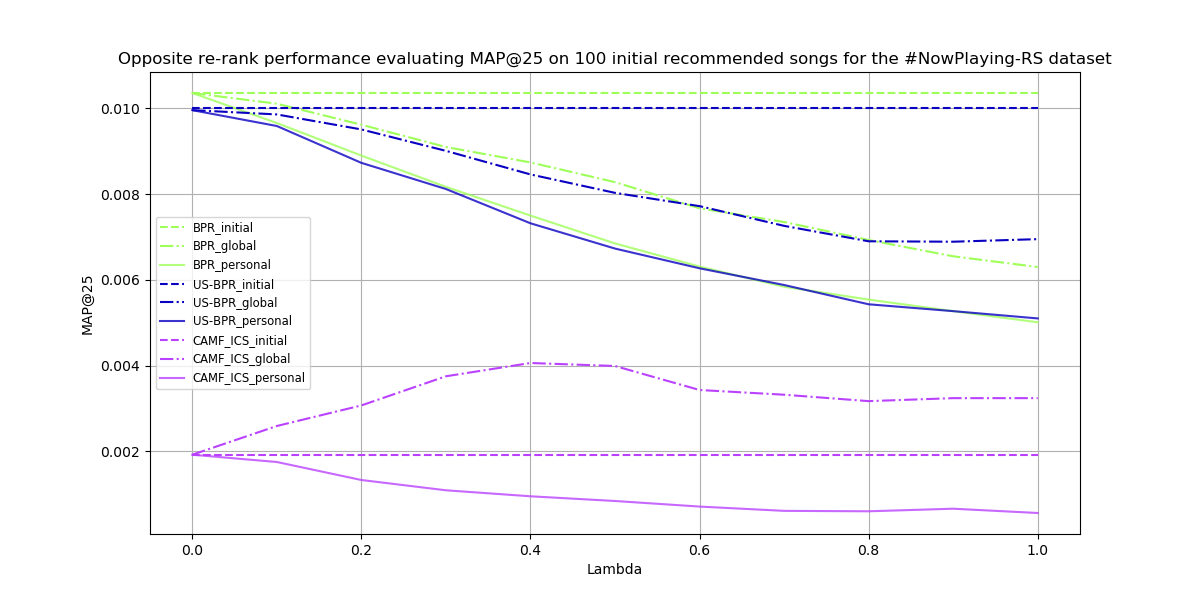 Opposite re-rank performance evaluating MAP@25 on 100 initial recommended songs for the #NowPlaying-RS dataset
MAP@25
0.010
0.008
0.006
0.004
0.002
BPR_initial
BPR_global
BPR_personal
US-BPR_initial
US-BPR_global
US-BPR_personal
CAMF_ICS_initial
CAMF_ICS_global
CAMF_ICS_personal
0.0 0.2 0.4 0.6 0.8 1.0
Lambda